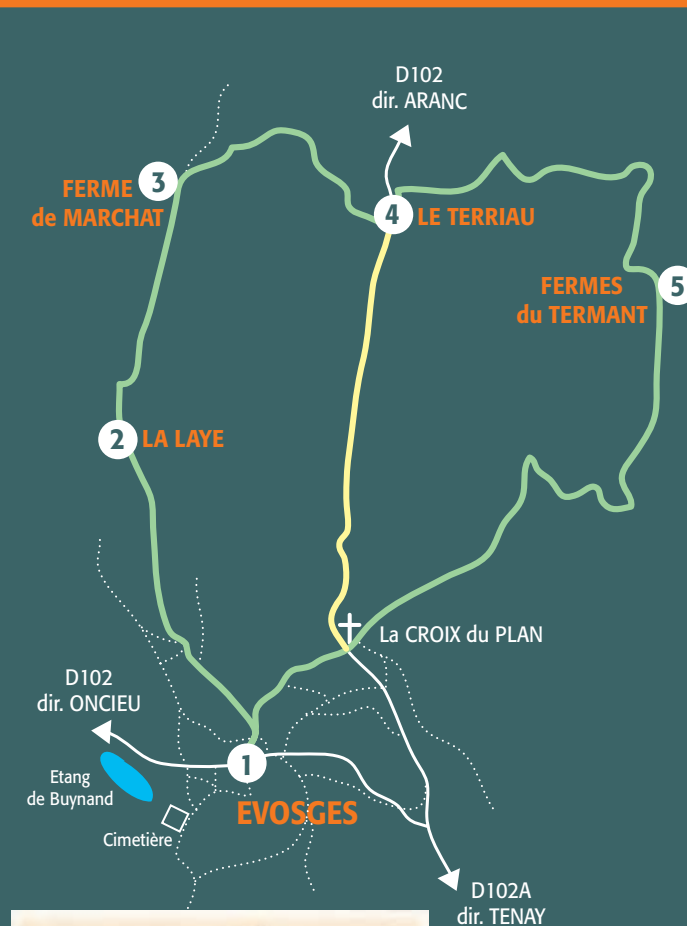 D102
dir. ARANC
3
FERME
de MARCHAT
4
LE TERRIAU
FERMES
du TERMANT
5
2
LA LAYE
La CROIX du PLAN
D102
dir. ONCIEU
1
Etang
de Buynand
EVOSGES
Cimetière
D102A
dir. TENAY